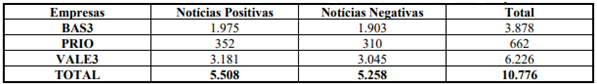 Empresas Notícias Positivas Notícias Negativas Total
BAS3 1.975 1.903 3.878
PRIO 352 310 662
VALE3 3.181 3.045 6.226
TOTAL 5.508 5.258 10.776